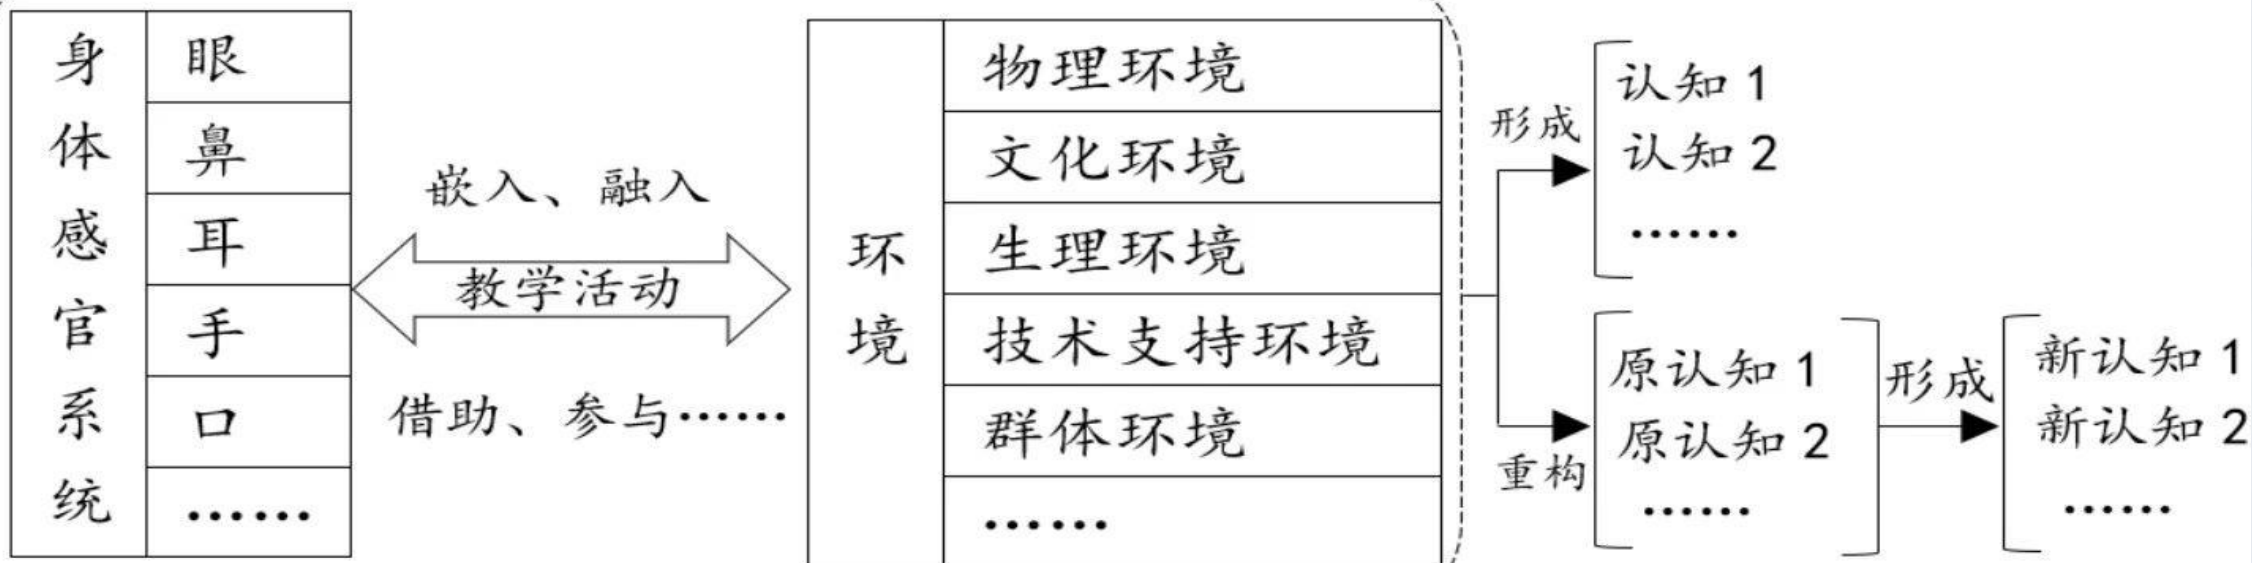 身体感官系统
眼
鼻
耳
手
口
……
嵌入、融入
教学活动
借助、参与……
环境
物理环境
文化环境
生理环境
技术支持环境
群体环境
……
形成
认知1
认知2
……
重构
原认知1
原认知2
……
形成
新认知1
新认知2
……